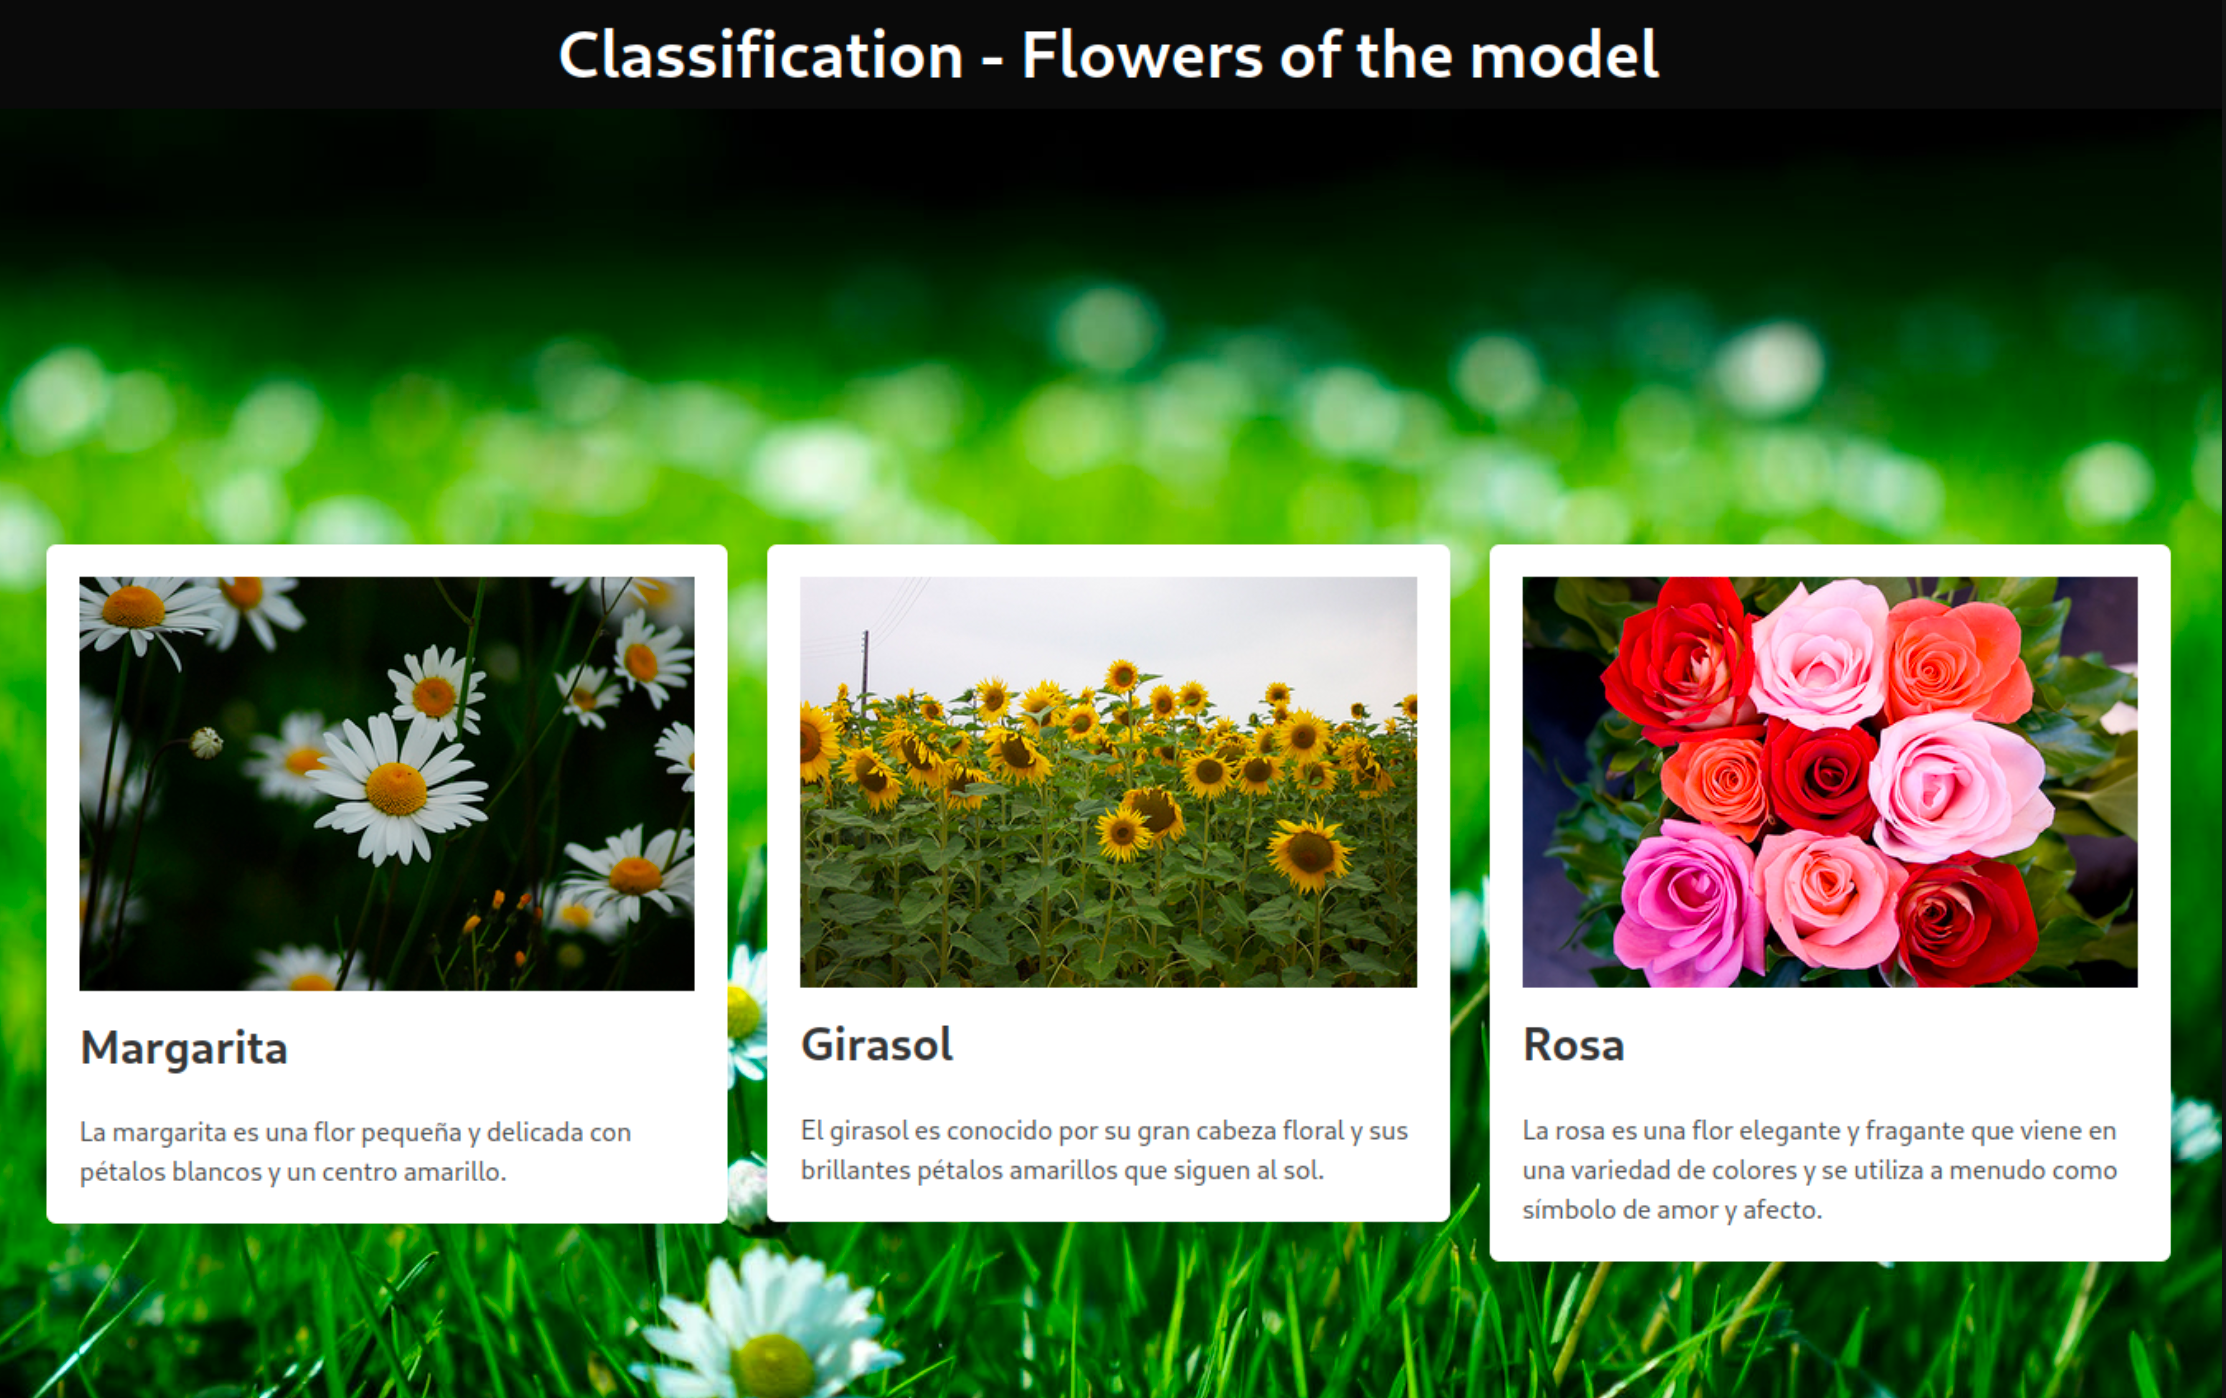 Classification - Flowers of the model
Margarita
La margarita es una flor pequeña y delicada con
pétalos blancos y un centro amarillo.
Girasol
El girasol es conocido por su gran cabeza floral y sus
brillantes pétalos amarillos que siguen al sol.
Rosa
La rosa es una flor elegante y fragante que viene en
una variedad de colores y se utiliza a menudo como
símbolo de amor y afecto.